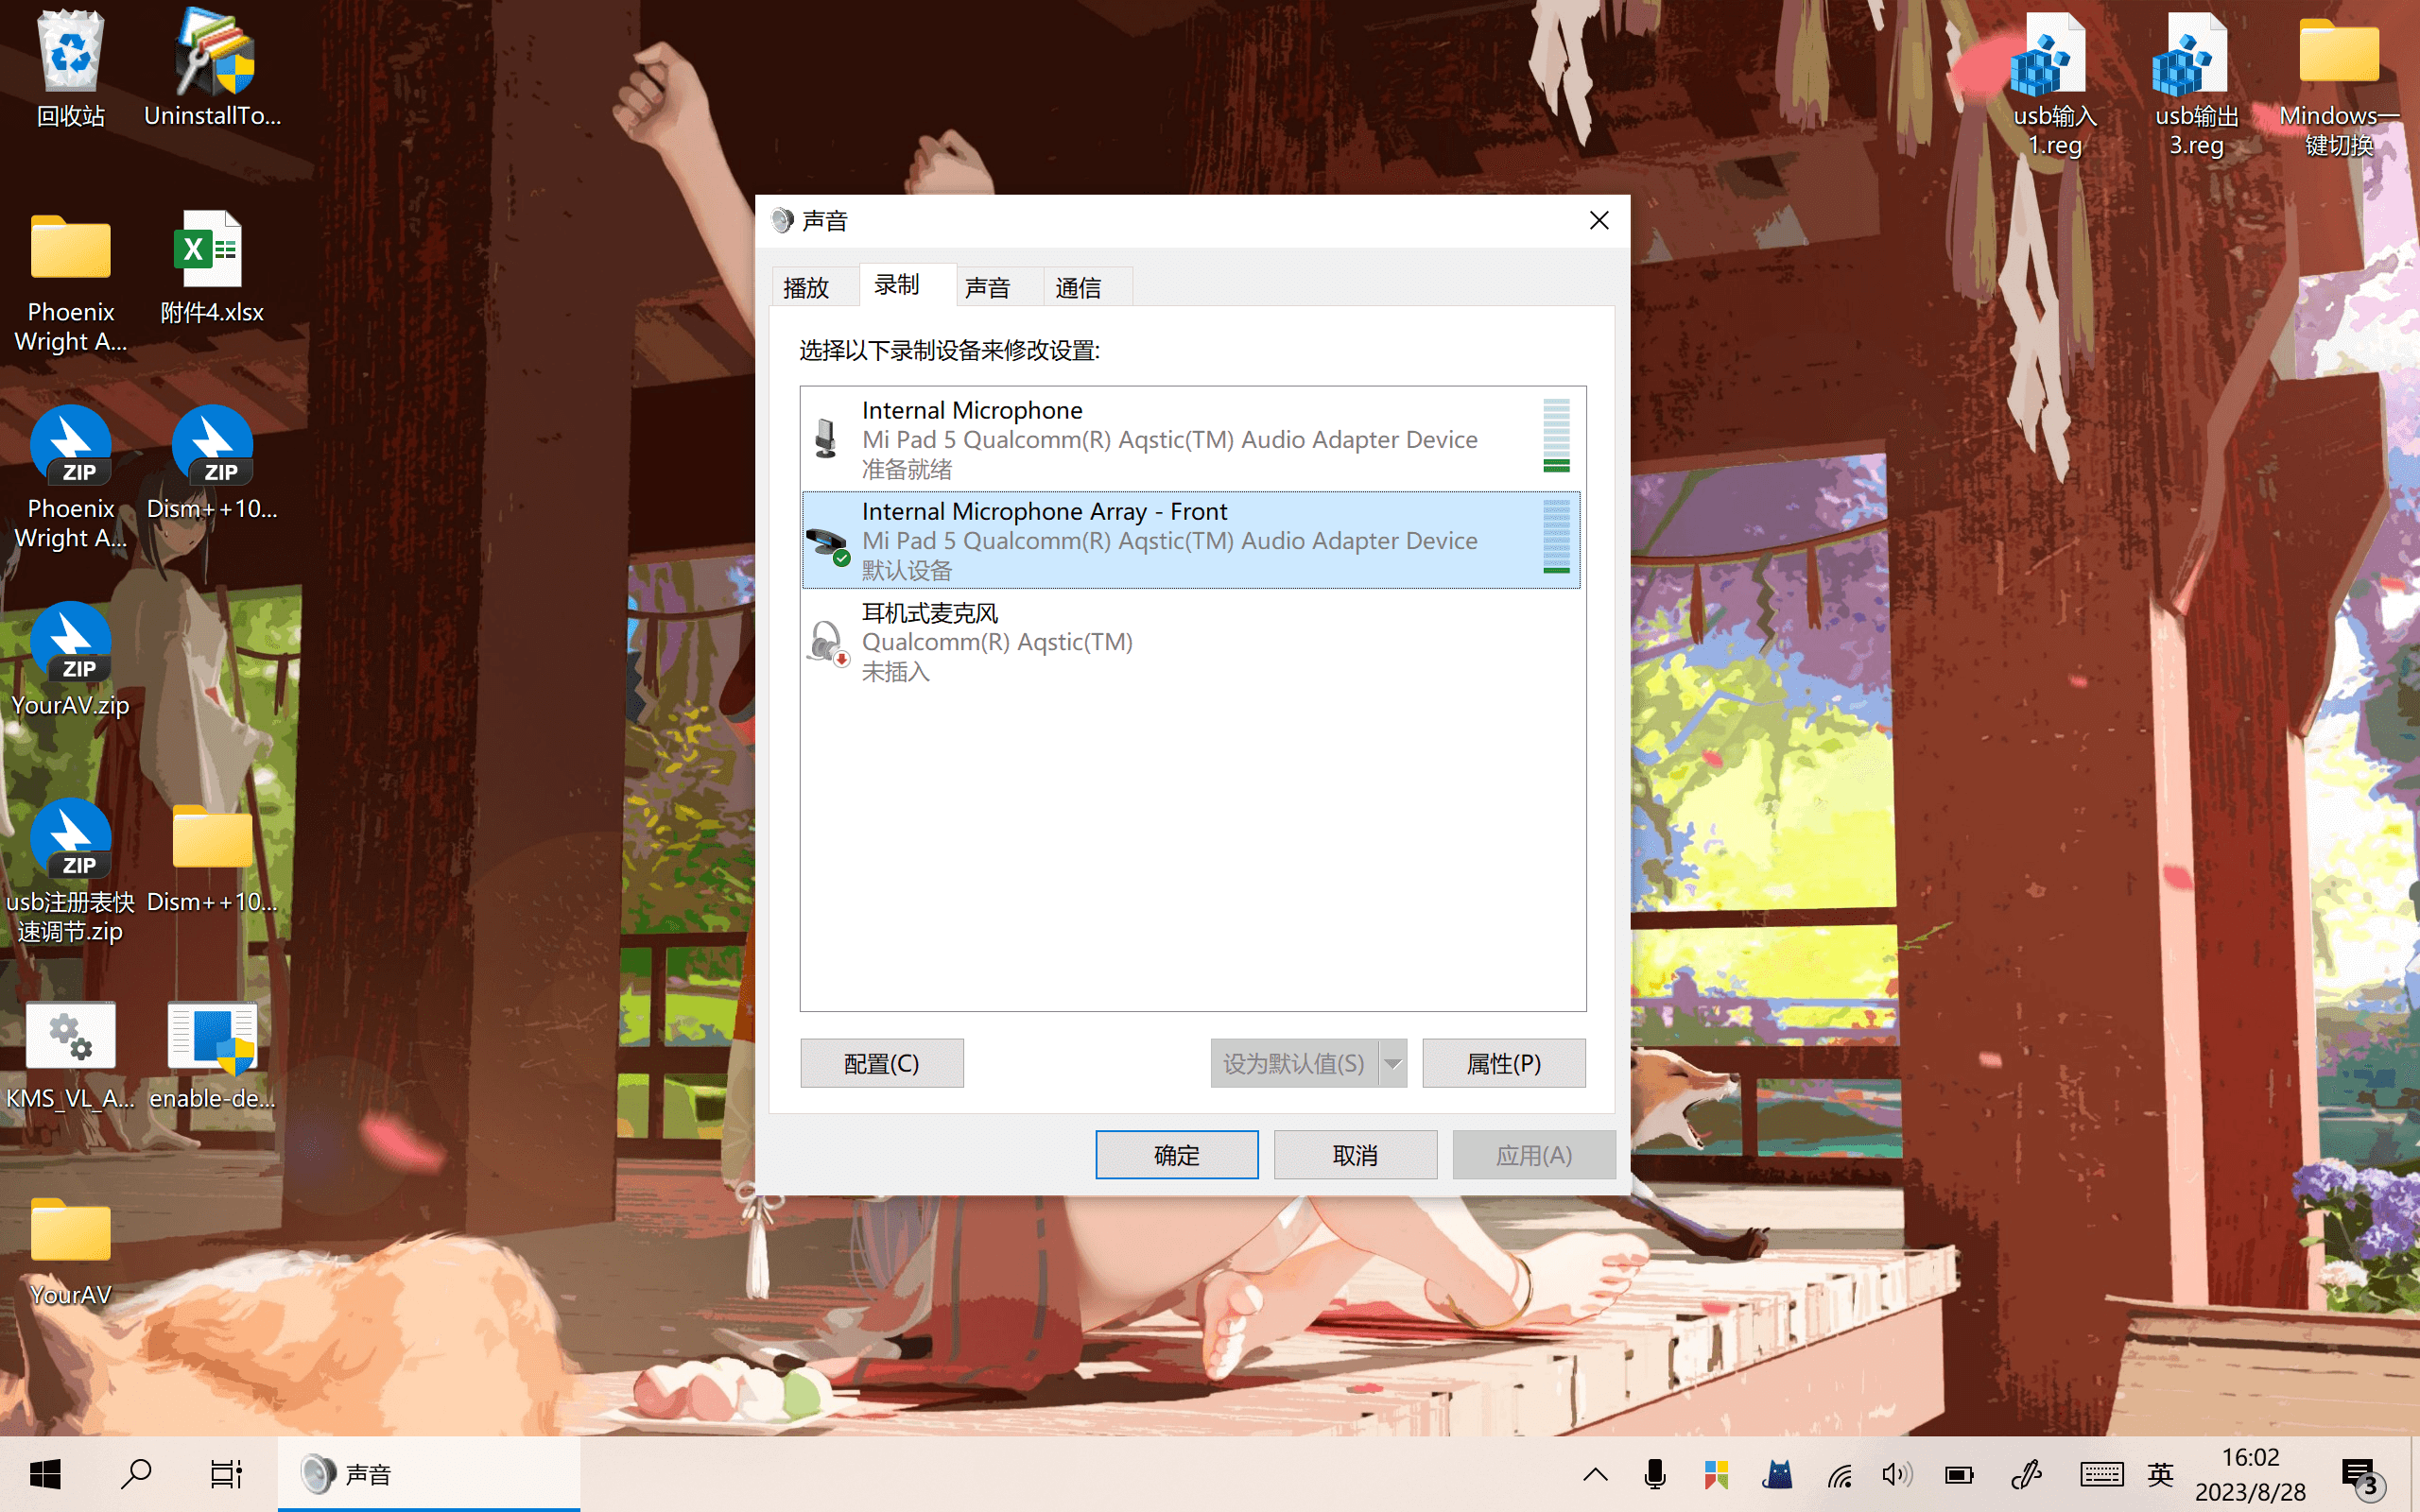 回收站
UninstallTo...
Phoenix
Wright A...
附件4.xlsx
ZIP
Phoenix
Wright A...
ZIP
Dism++10...
ZIP
YourAV.zip
ZIP
usb注册表快
速调节.zip
Dism++10...
KMS_VL_A...
enable-de...
YourAV
usb输入
1.reg
usb输出
3.reg
Mindows一
键切换
声音
播放
录制
声音
通信
选择以下录制设备来修改设置:
Internal Microphone
Mi Pad 5 Qualcomm(R) Aqstic(TM) Audio Adapter Device
准备就绪
Internal Microphone Array - Front
Mi Pad 5 Qualcomm(R) Aqstic(TM) Audio Adapter Device
默认设备
耳机式麦克风
Qualcomm(R) Aqstic(TM)
未插入
配置(C)
设为默认值(S)
属性(P)
确定
取消
应用(A)
声音
英
16:02
2023/8/28
3